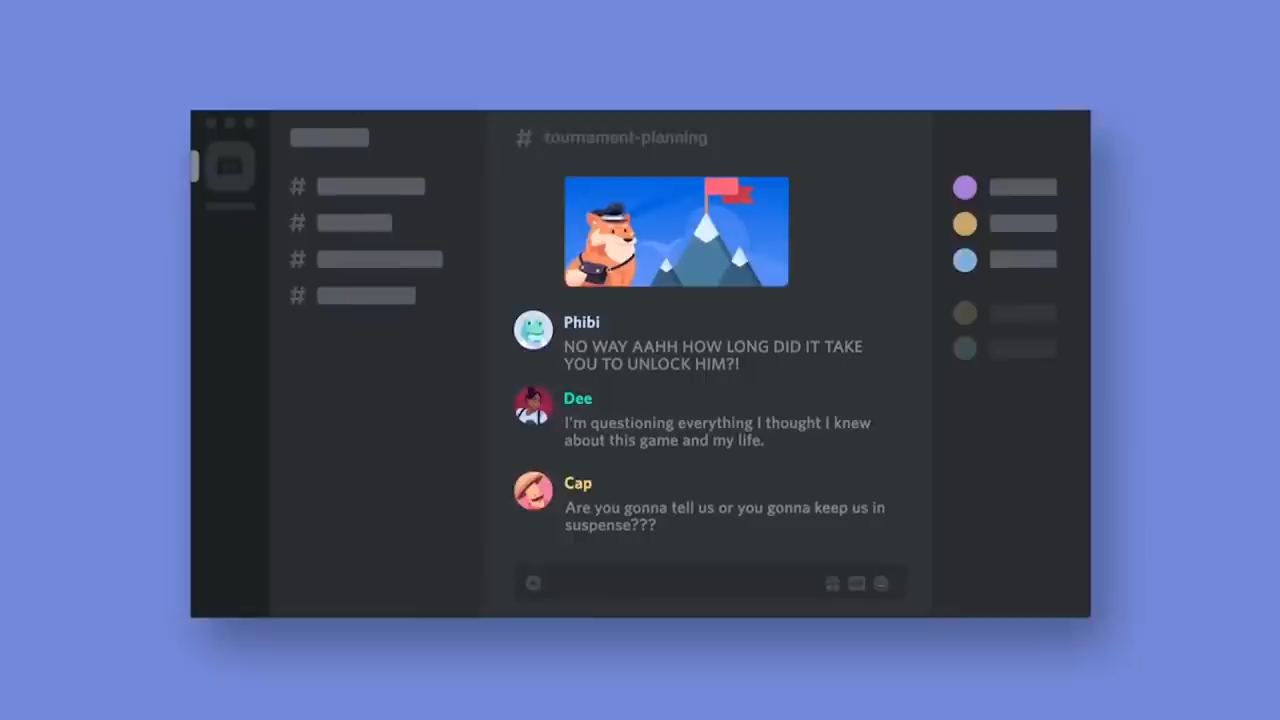 # tournament-planning
Phibi
NO WAY AAHH HOW LONG DID IT TAKE
YOU TO UNLOCK HIM?!
Dee
I'm questioning everything I thought I knew
about this game and my life.
Cap
Are you gonna tell us or you gonna keep us in
suspense???